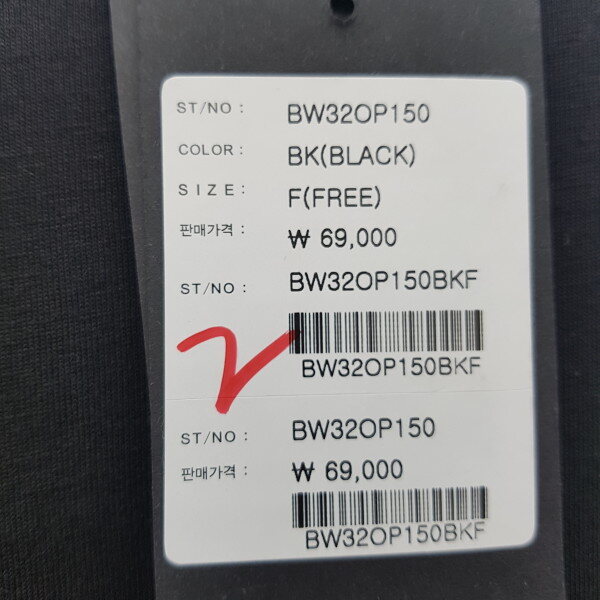 ST/NO : BW32OP150
COLOR : BK(BLACK)
SIZE : F(FREE)
판매가격 : ₩ 69,000
ST/NO : BW32OP150BKF
BW32OP150BKF
ST/NO : BW32OP150
판매가격 : ₩ 69,000
BW32OP150BKF